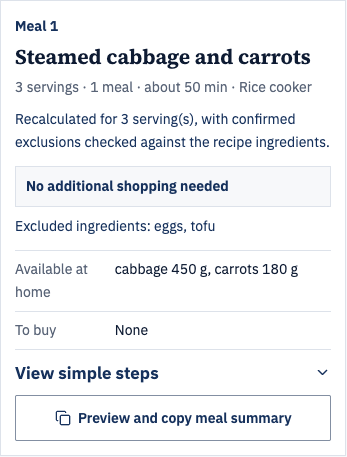 Meal 1
Steamed cabbage and carrots
3 servings · 1 meal · about 50 min · Rice cooker
Recalculated for 3 serving(s), with confirmed
exclusions checked against the recipe ingredients.
No additional shopping needed
Excluded ingredients: eggs, tofu
Available at home cabbage 450 g, carrots 180 g
To buy None
View simple steps
Preview and copy meal summary